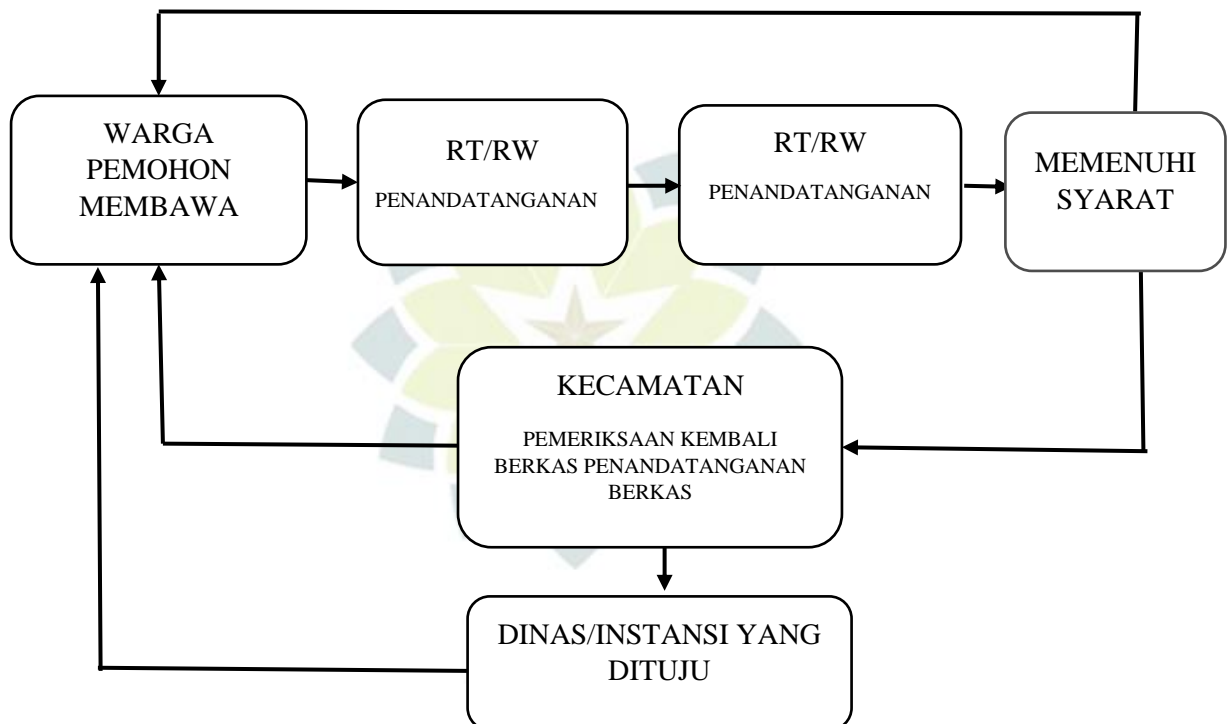 WARGA
PEMOHON
MEMBAWA
RT/RW
PENANDATANGANAN
RT/RW
PENANDATANGANAN
MEMENUHI
SYARAT
KECAMATAN
PEMERIKSAAN KEMBALI
BERKAS PENANDATANGANAN
BERKAS
DINAS/INSTANSI YANG
DITUJU